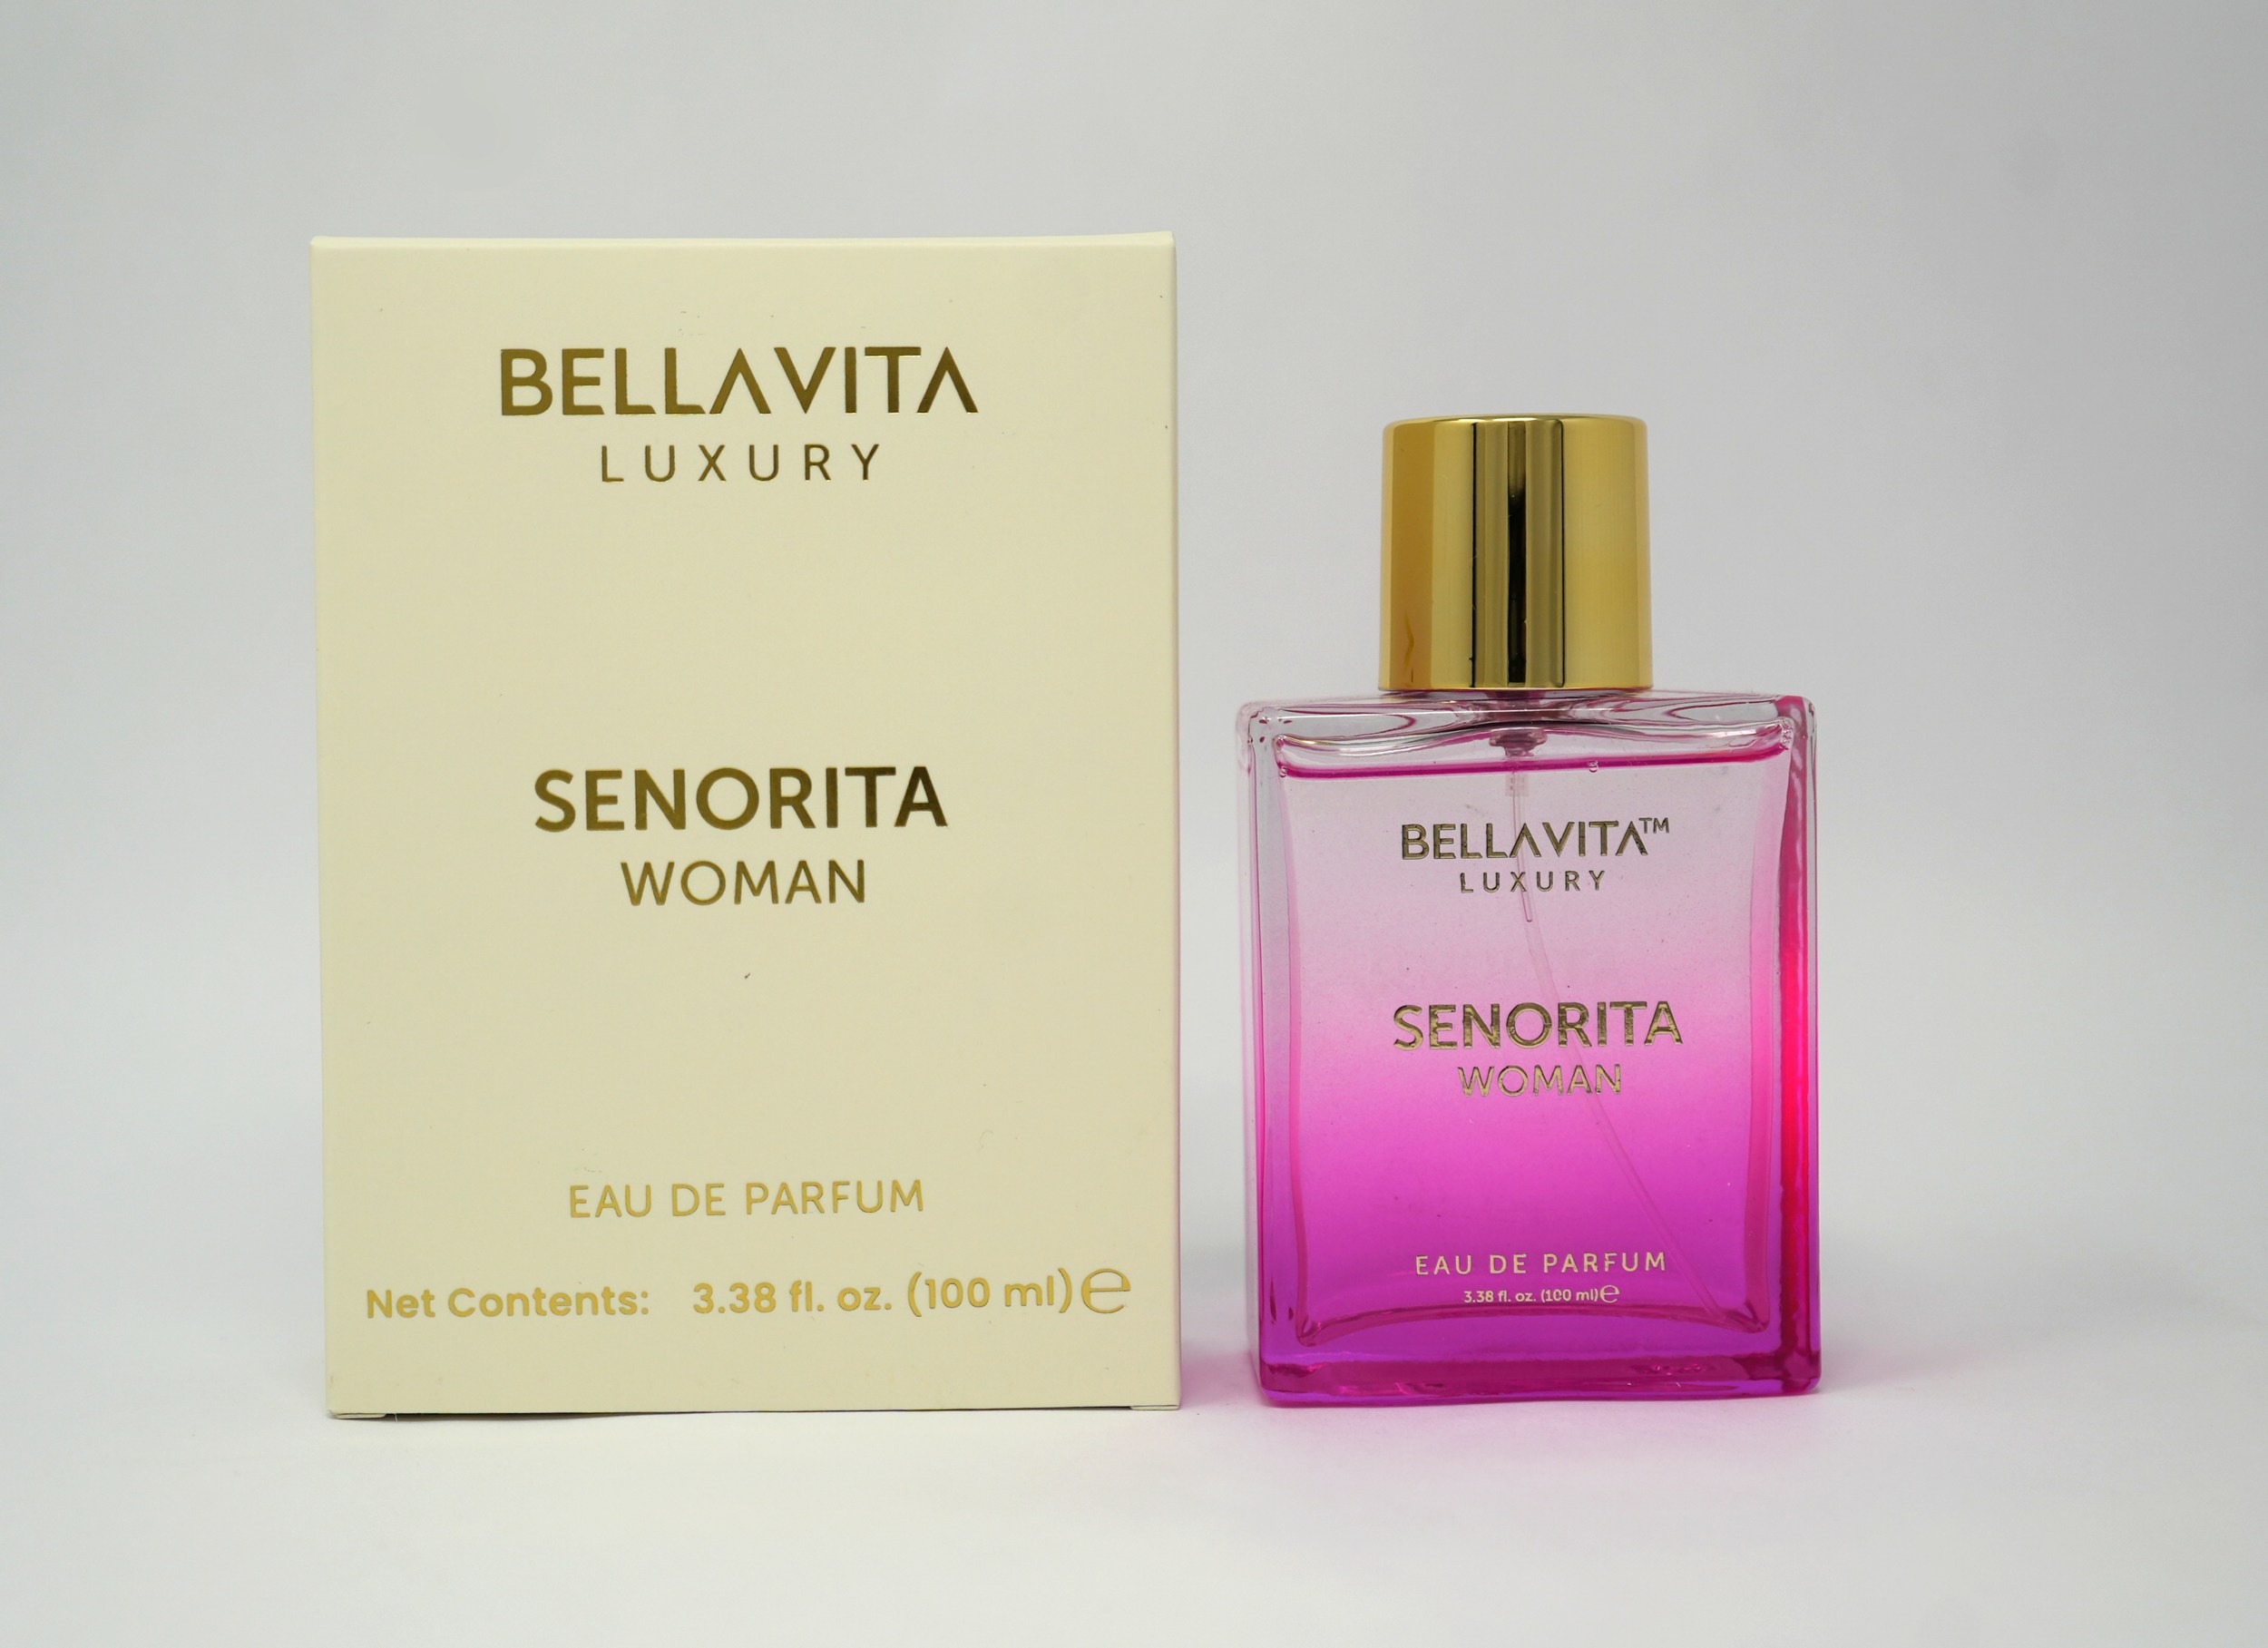 BELLAVITA
LUXURY
SENORITA
WOMAN
EAU DE PARFUM
Net Contents: 3.38 fl. oz. (100 ml) ℮
BELLAVITA™
LUXURY
SENORITA
WOMAN
EAU DE PARFUM
3.38 fl. oz. (100 ml) ℮